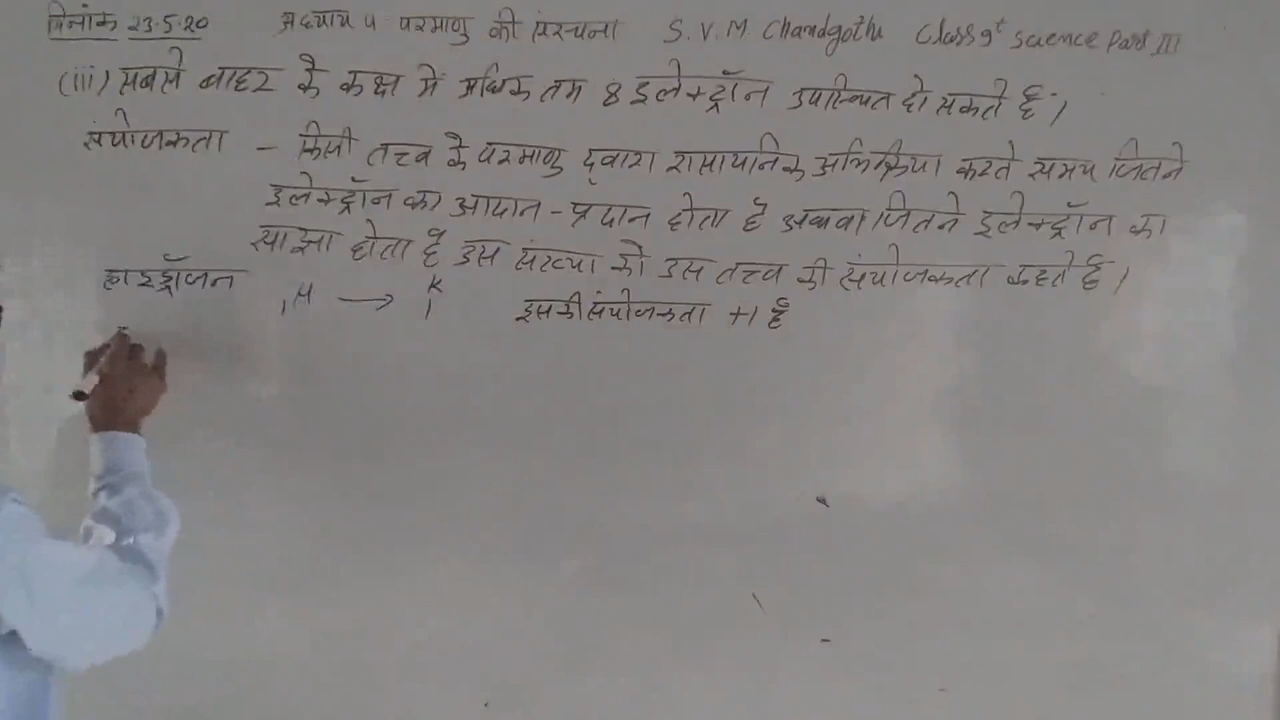 दिनांक 23.5.20 अध्याय 4 परमाणु की संरचना S.V.M. Chandgothi Class 9th Science Part III
(iii) सबसे बाहर के कक्ष में अधिकतम 8 इलेक्ट्रॉन उपस्थित हो सकते हैं।
संयोजकता - किसी तत्त्व के परमाणु द्वारा रासायनिक अभिक्रिया करते समय जितने
इलेक्ट्रॉन का आदान-प्रदान होता है अथवा जितने इलेक्ट्रॉन का
साझा होता है उस संख्या को उस तत्त्व की संयोजकता कहते हैं।
हाइड्रॉजन ₁H → K
1 इसकी संयोजकता +1 है